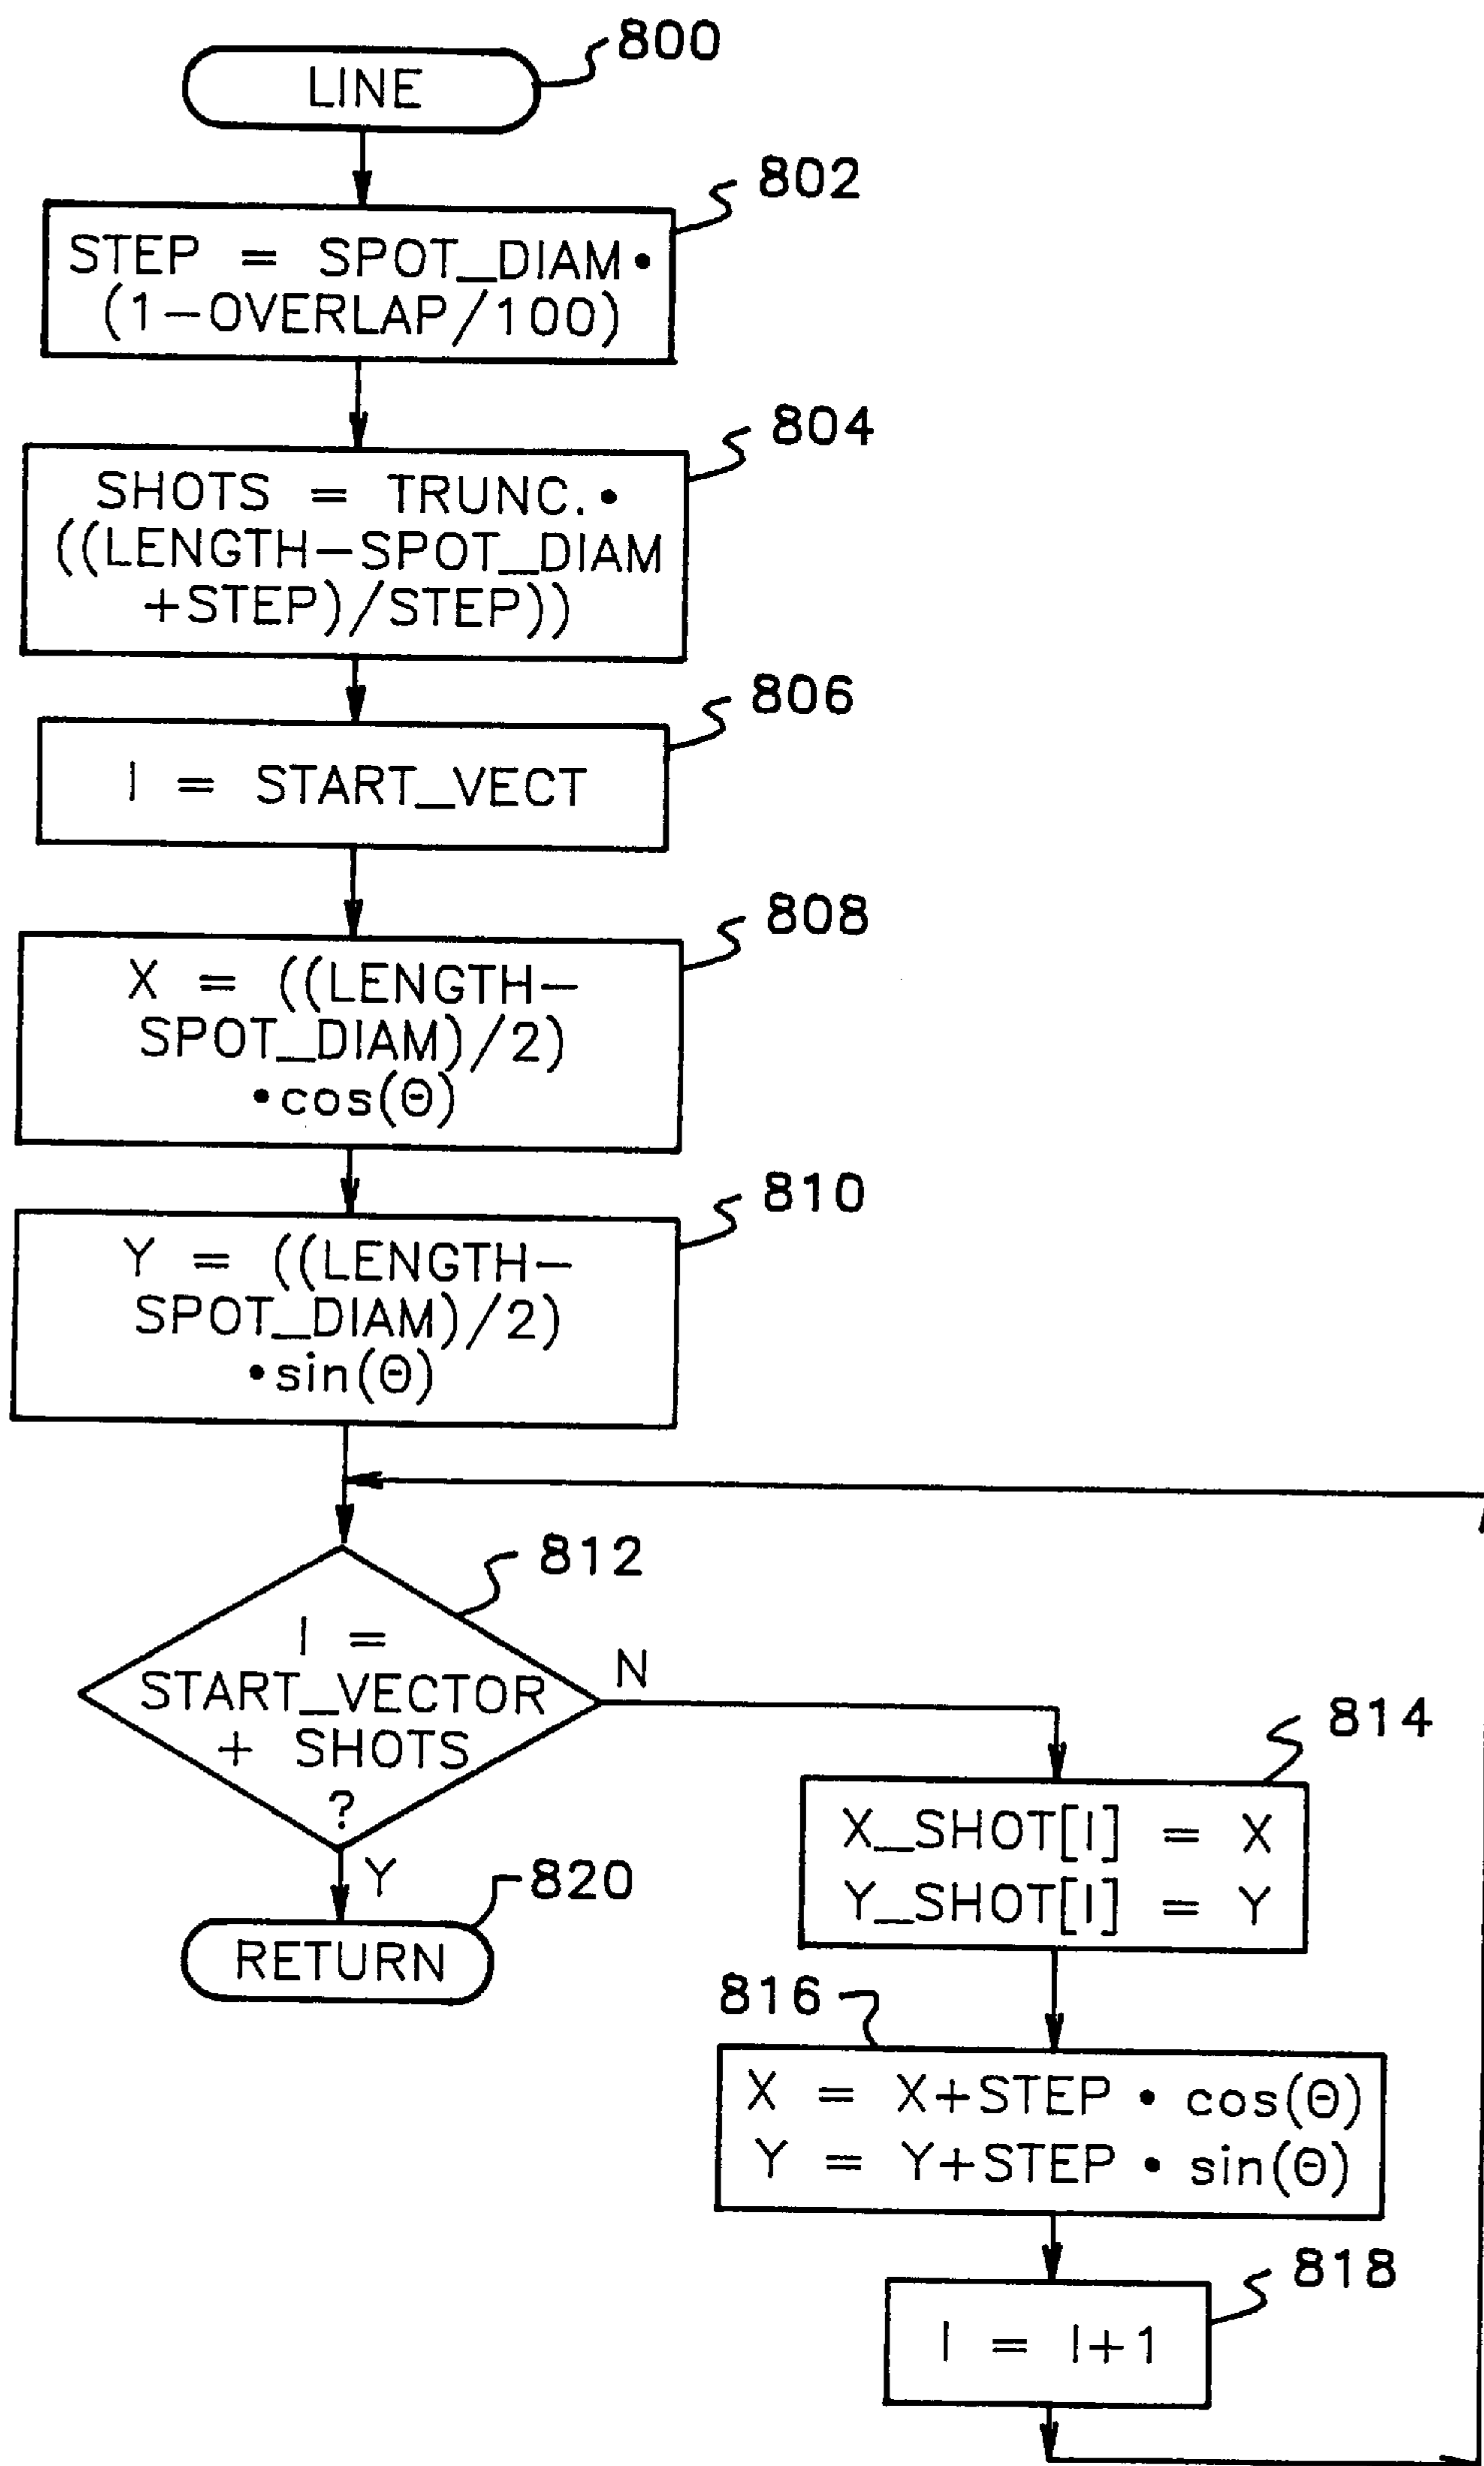 800
LINE
802
STEP = SPOT_DIAM •
(1-OVERLAP/100)
804
SHOTS = TRUNC. •
((LENGTH-SPOT_DIAM
+STEP)/STEP))
806
I = START_VECT
808
X = ((LENGTH-
SPOT_DIAM)/2)
•cos(Θ)
810
Y = ((LENGTH-
SPOT_DIAM)/2)
•sin(Θ)
812
I =
START_VECTOR
+ SHOTS
?
N
Y
820
RETURN
814
X_SHOT[I] = X
Y_SHOT[I] = Y
816
X = X+STEP • cos(Θ)
Y = Y+STEP • sin(Θ)
818
I = I+1